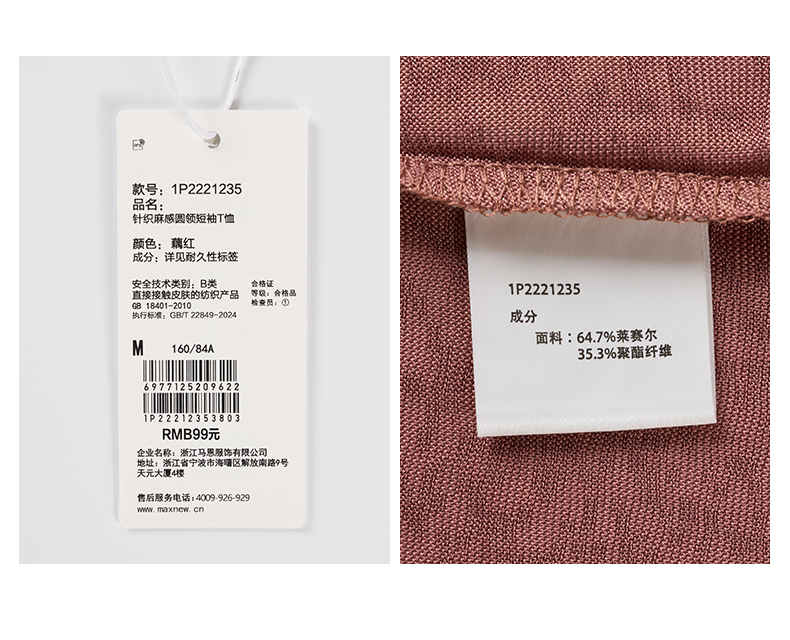 款号：1P2221235
品名：
针织麻感圆领短袖T恤
颜色：藕红
成分：详见耐久性标签
安全技术类别：B类
直接接触皮肤的纺织产品
GB 18401-2010
执行标准：GB/T 22849-2024
合格证
等级：合格品
检查员：①
M 160/84A
6977125209622
1P22212353803
RMB99元
企业名称：浙江马恩服饰有限公司
地址：浙江省宁波市海曙区解放南路9号
天元大厦4楼
售后服务电话：4009-926-929
www.maxnew.cn
1P2221235
成分
面料：64.7%莱赛尔
35.3%聚酯纤维